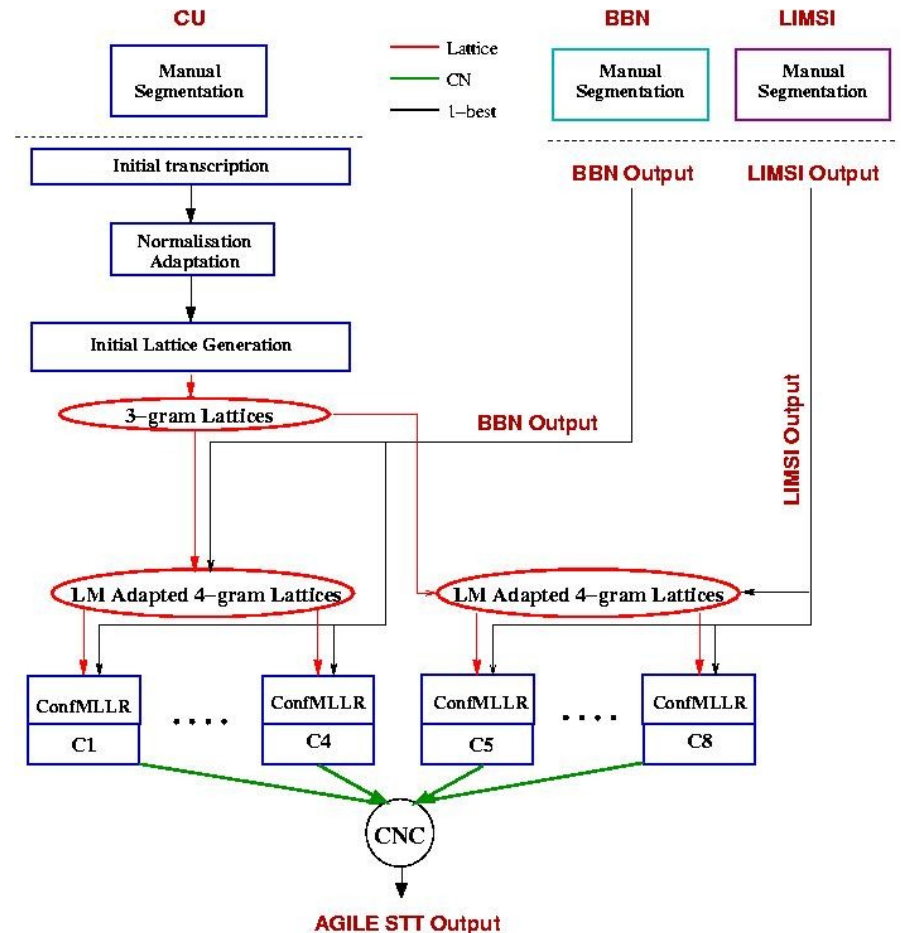 CU
BBN
LIMSI
Manual
Segmentation
Lattice
CN
1-best
Manual
Segmentation
Manual
Segmentation
Initial transcription
BBN Output
LIMSI Output
Normalisation
Adaptation
Initial Lattice Generation
3-gram Lattices
BBN Output
LIMSI Output
LM Adapted 4-gram Lattices
LM Adapted 4-gram Lattices
ConfMLLR
C1
....
ConfMLLR
C4
ConfMLLR
C5
....
ConfMLLR
C8
CNC
AGILE STT Output